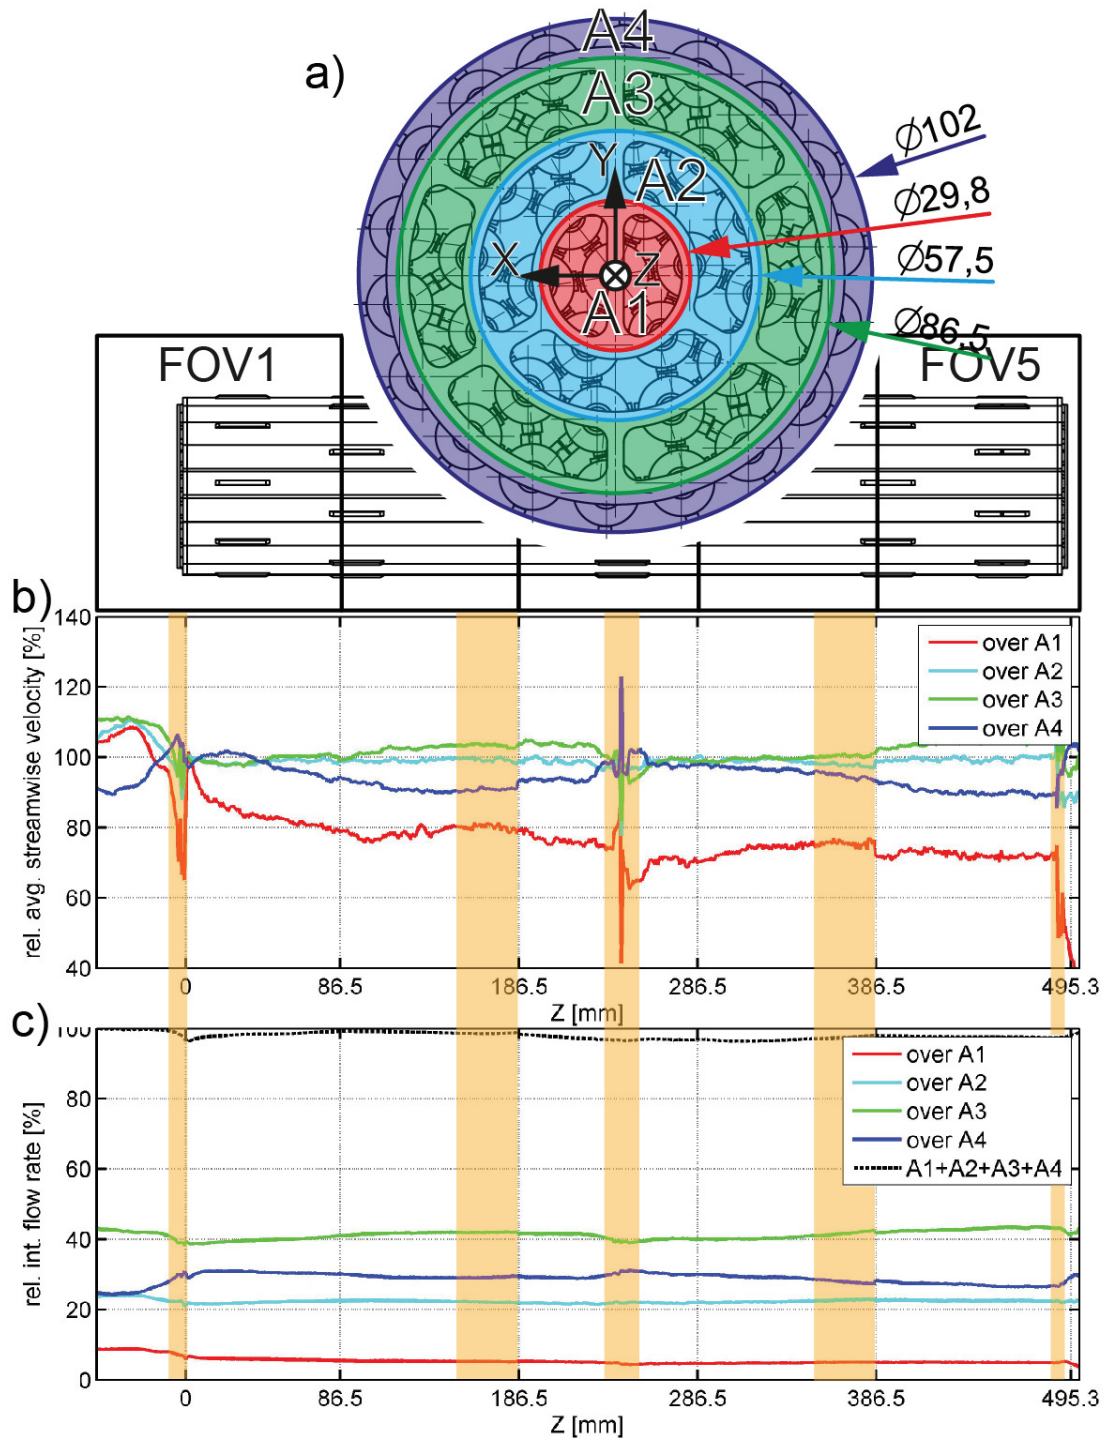 a)
A4
A3
A2
A1
Y
X
Z
Ø102
Ø29,8
Ø57,5
Ø86,5
FOV1
FOV5
b)
rel. avg. streamwise velocity [%]
140
120
100
80
60
40
over A1
over A2
over A3
over A4
0
86.5
186.5
286.5
386.5
495.3
Z [mm]
c)
rel. int. flow rate [%]
100
80
60
40
20
0
over A1
over A2
over A3
over A4
A1+A2+A3+A4
0
86.5
186.5
286.5
386.5
495.3
Z [mm]